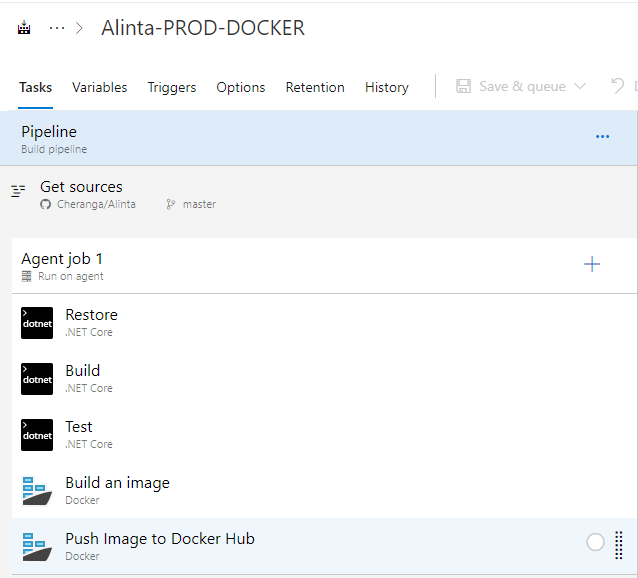 ... > Alinta-PROD-DOCKER
Tasks Variables Triggers Options Retention History Save & queue
Pipeline
...
Build pipeline
Get sources
Cheranga/Alinta master
Agent job 1
+
Run on agent
dotnet Restore
.NET Core
dotnet Build
.NET Core
dotnet Test
.NET Core
Build an image
Docker
Push Image to Docker Hub
Docker